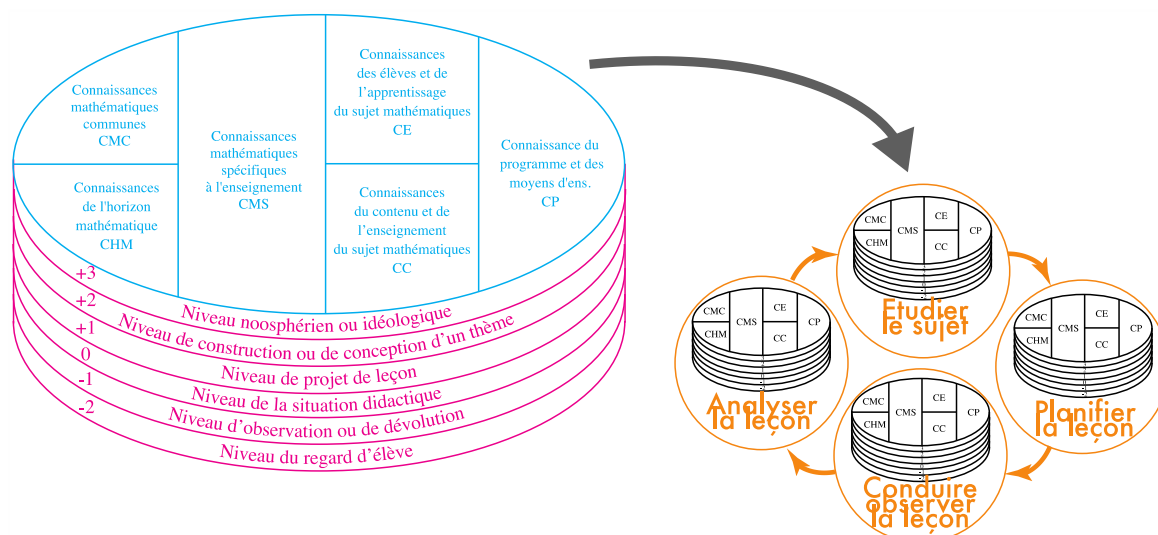 Connaissances
mathématiques
communes
CMC
Connaissances
de l'horizon
mathématique
CHM
Connaissances
mathématiques
spécifiques
à l'enseignement
CMS
Connaissances
des élèves et de
l’apprentissage
du sujet mathématiques
CE
Connaissances
du contenu et de
l’enseignement
du sujet mathématiques
CC
Connaissance du
programme et des
moyens d'ens.
CP
+3
Niveau noosphérien ou idéologique
+2
Niveau de construction ou de conception d’un thème
+1
Niveau de projet de leçon
0
Niveau de la situation didactique
-1
Niveau d’observation ou de dévolution
-2
Niveau du regard d’élève
CMC
CHM
CMS
CE
CC
CP
Etudier
le sujet
CMC
CHM
CMS
CE
CC
CP
Planifier
la leçon
CMC
CHM
CMS
CE
CC
CP
Conduire
observer
la leçon
CMC
CHM
CMS
CE
CC
CP
Analyser
la leçon